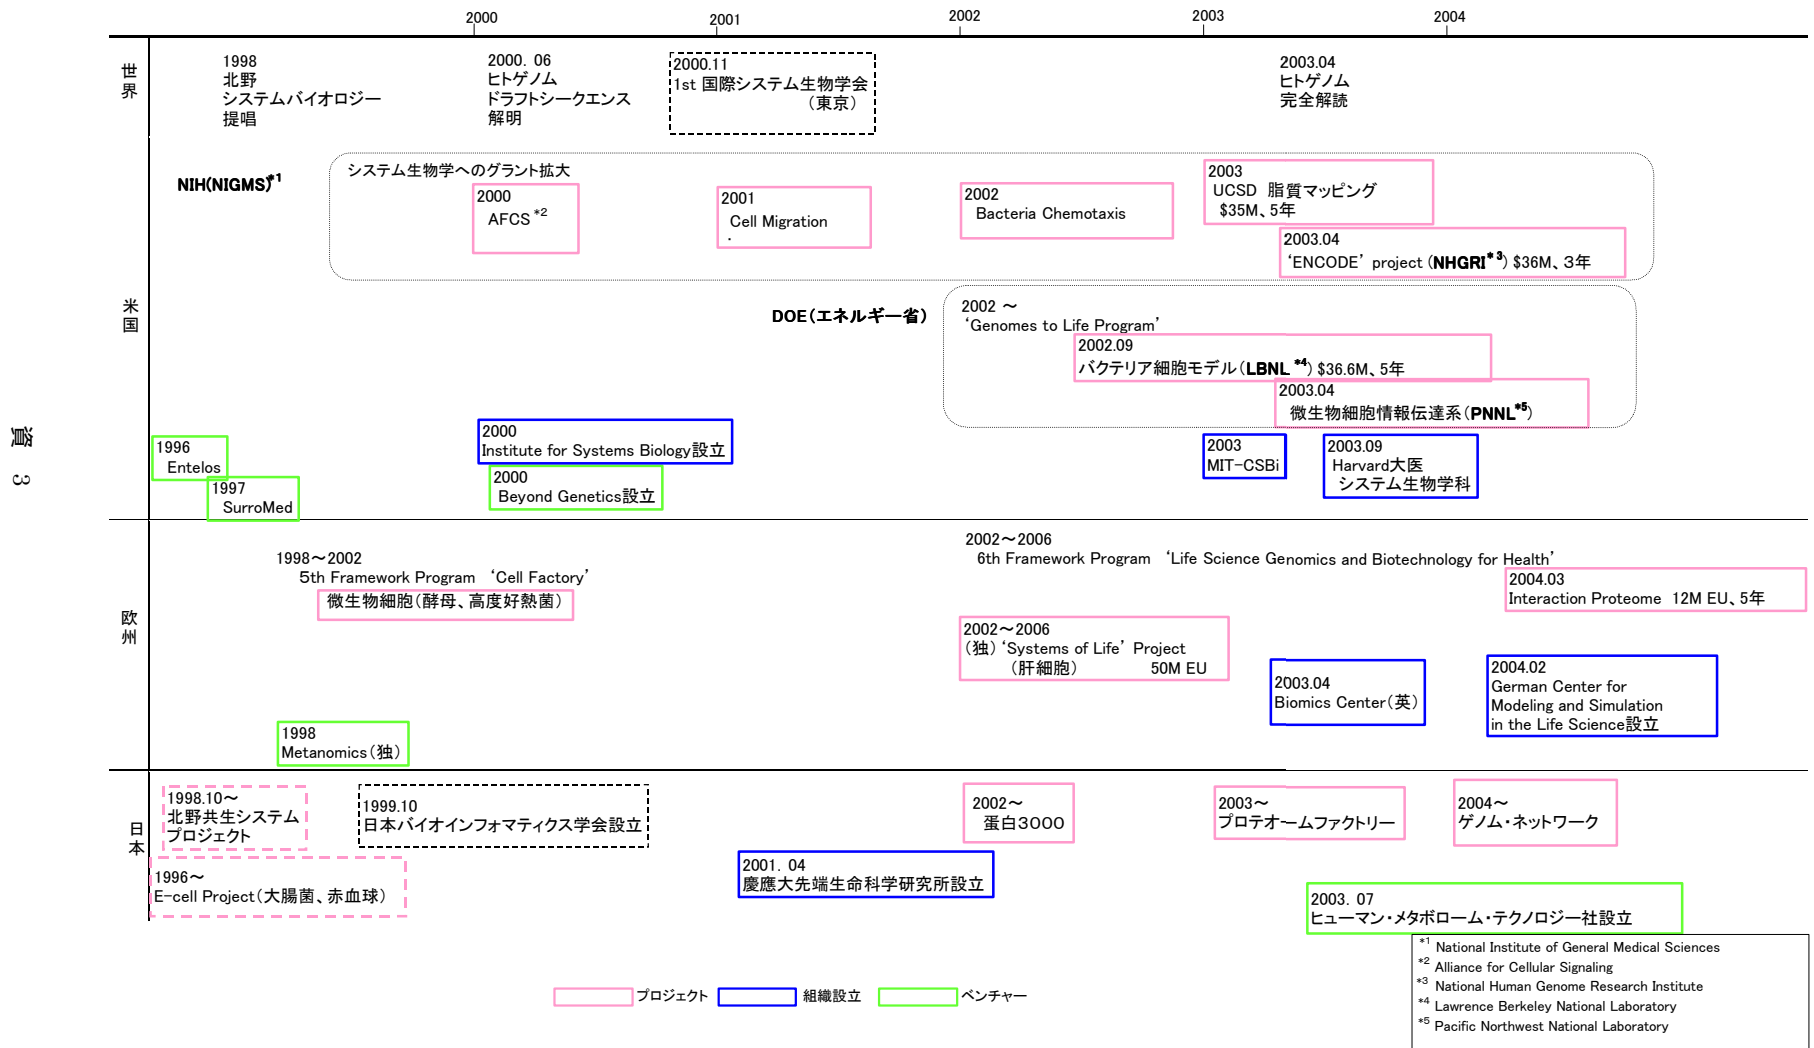 2000
2001
2002
2003
2004
世界
1998
北野
システムバイオロジー
提唱
2000. 06
ヒトゲノム
ドラフトシークエンス
解明
2000.11
1st 国際システム生物学会
（東京）
2003.04
ヒトゲノム
完全解読
米国
NIH(NIGMS)*1
システム生物学へのグラント拡大
2000
AFCS *2
2001
Cell Migration
.
2002
Bacteria Chemotaxis
2003
UCSD 脂質マッピング
$35M、5年
2003.04
‘ENCODE’ project (NHGRI*3) $36M、3年
DOE（エネルギー省）
2002 ～
‘Genomes to Life Program’
2002.09
バクテリア細胞モデル（LBNL *4）$36.6M、5年
2003.04
微生物細胞情報伝達系（PNNL*5）
1996
Entelos
1997
SurroMed
2000
Institute for Systems Biology設立
2000
Beyond Genetics設立
2003
MIT-CSBi
2003.09
Harvard大医
システム生物学科
資 3
欧州
1998～2002
5th Framework Program ‘Cell Factory’
微生物細胞（酵母、高度好熱菌）
2002～2006
6th Framework Program ‘Life Science Genomics and Biotechnology for Health’
2004.03
Interaction Proteome 12M EU、5年
2002～2006
（独）‘Systems of Life’ Project
（肝細胞） 50M EU
2003.04
Biomics Center（英）
2004.02
German Center for
Modeling and Simulation
in the Life Science設立
1998
Metanomics（独）
日本
1998.10～
北野共生システム
プロジェクト
1999.10
日本バイオインフォマティクス学会設立
2002～
蛋白3000
2003～
プロテオームファクトリー
2004～
ゲノム・ネットワーク
1996～
E-cell Project（大腸菌、赤血球）
2001. 04
慶應大先端生命科学研究所設立
2003. 07
ヒューマン・メタボローム・テクノロジー社設立
*1 National Institute of General Medical Sciences
*2 Alliance for Cellular Signaling
*3 National Human Genome Research Institute
*4 Lawrence Berkeley National Laboratory
*5 Pacific Northwest National Laboratory
プロジェクト
組織設立
ベンチャー